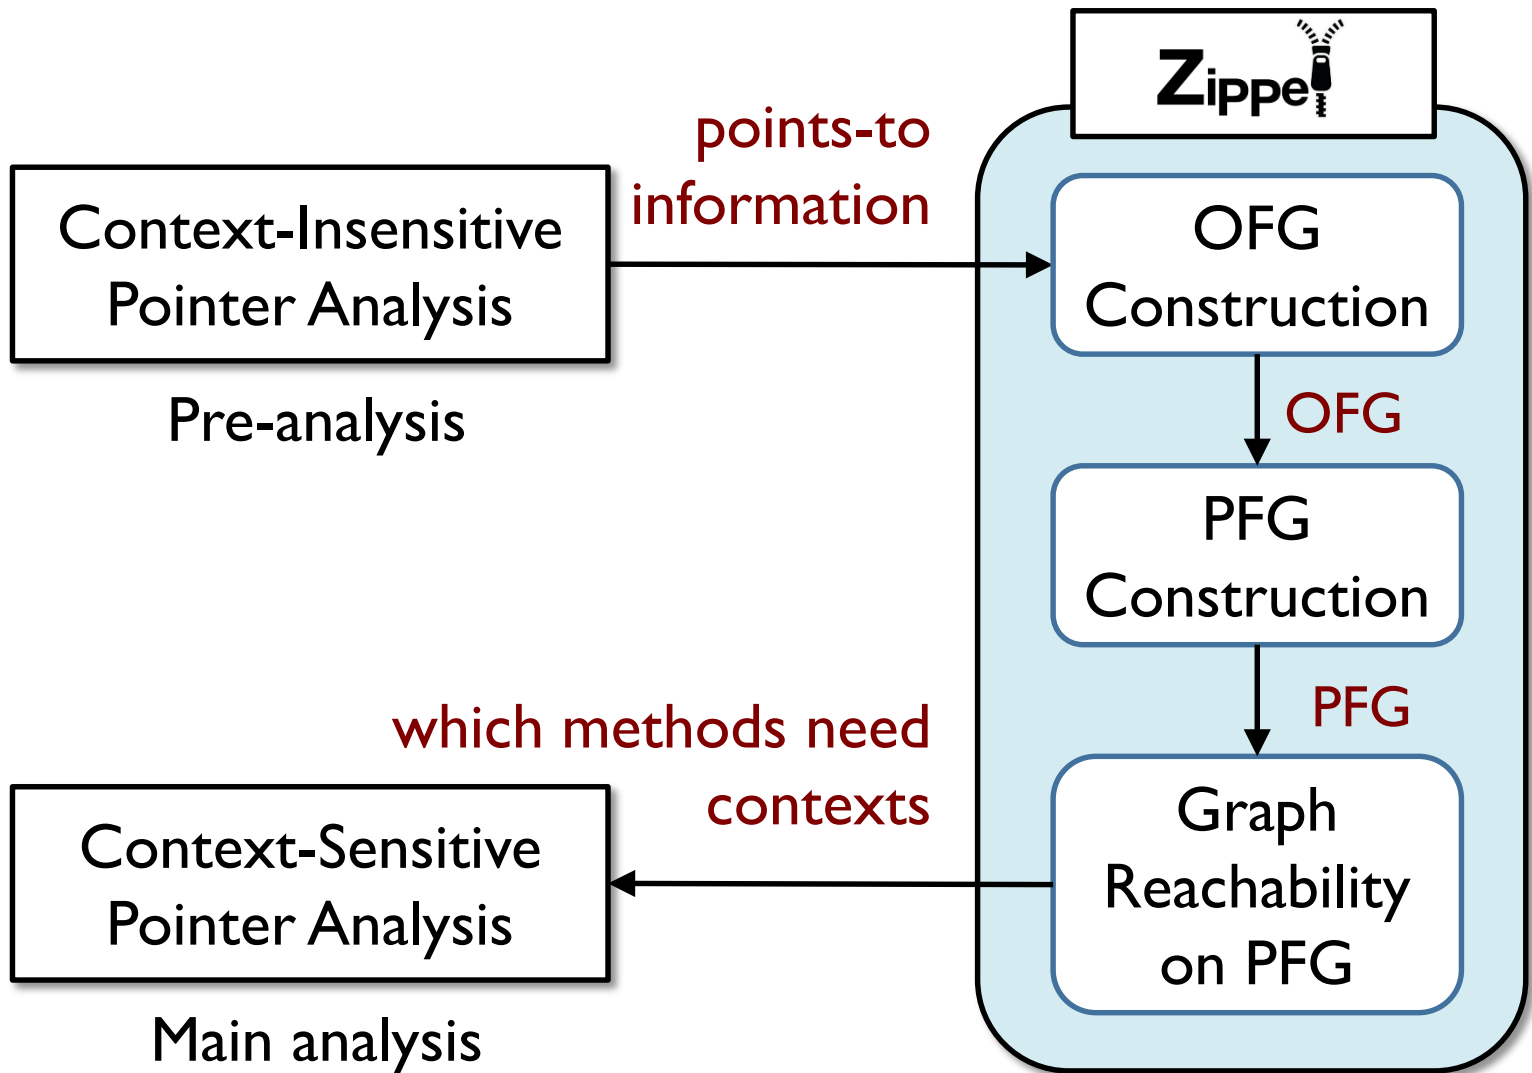 Zipper
points-to
information
Context-Insensitive
Pointer Analysis
Pre-analysis
OFG
Construction
OFG
PFG
Construction
PFG
which methods need
contexts
Graph
Reachability
on PFG
Context-Sensitive
Pointer Analysis
Main analysis